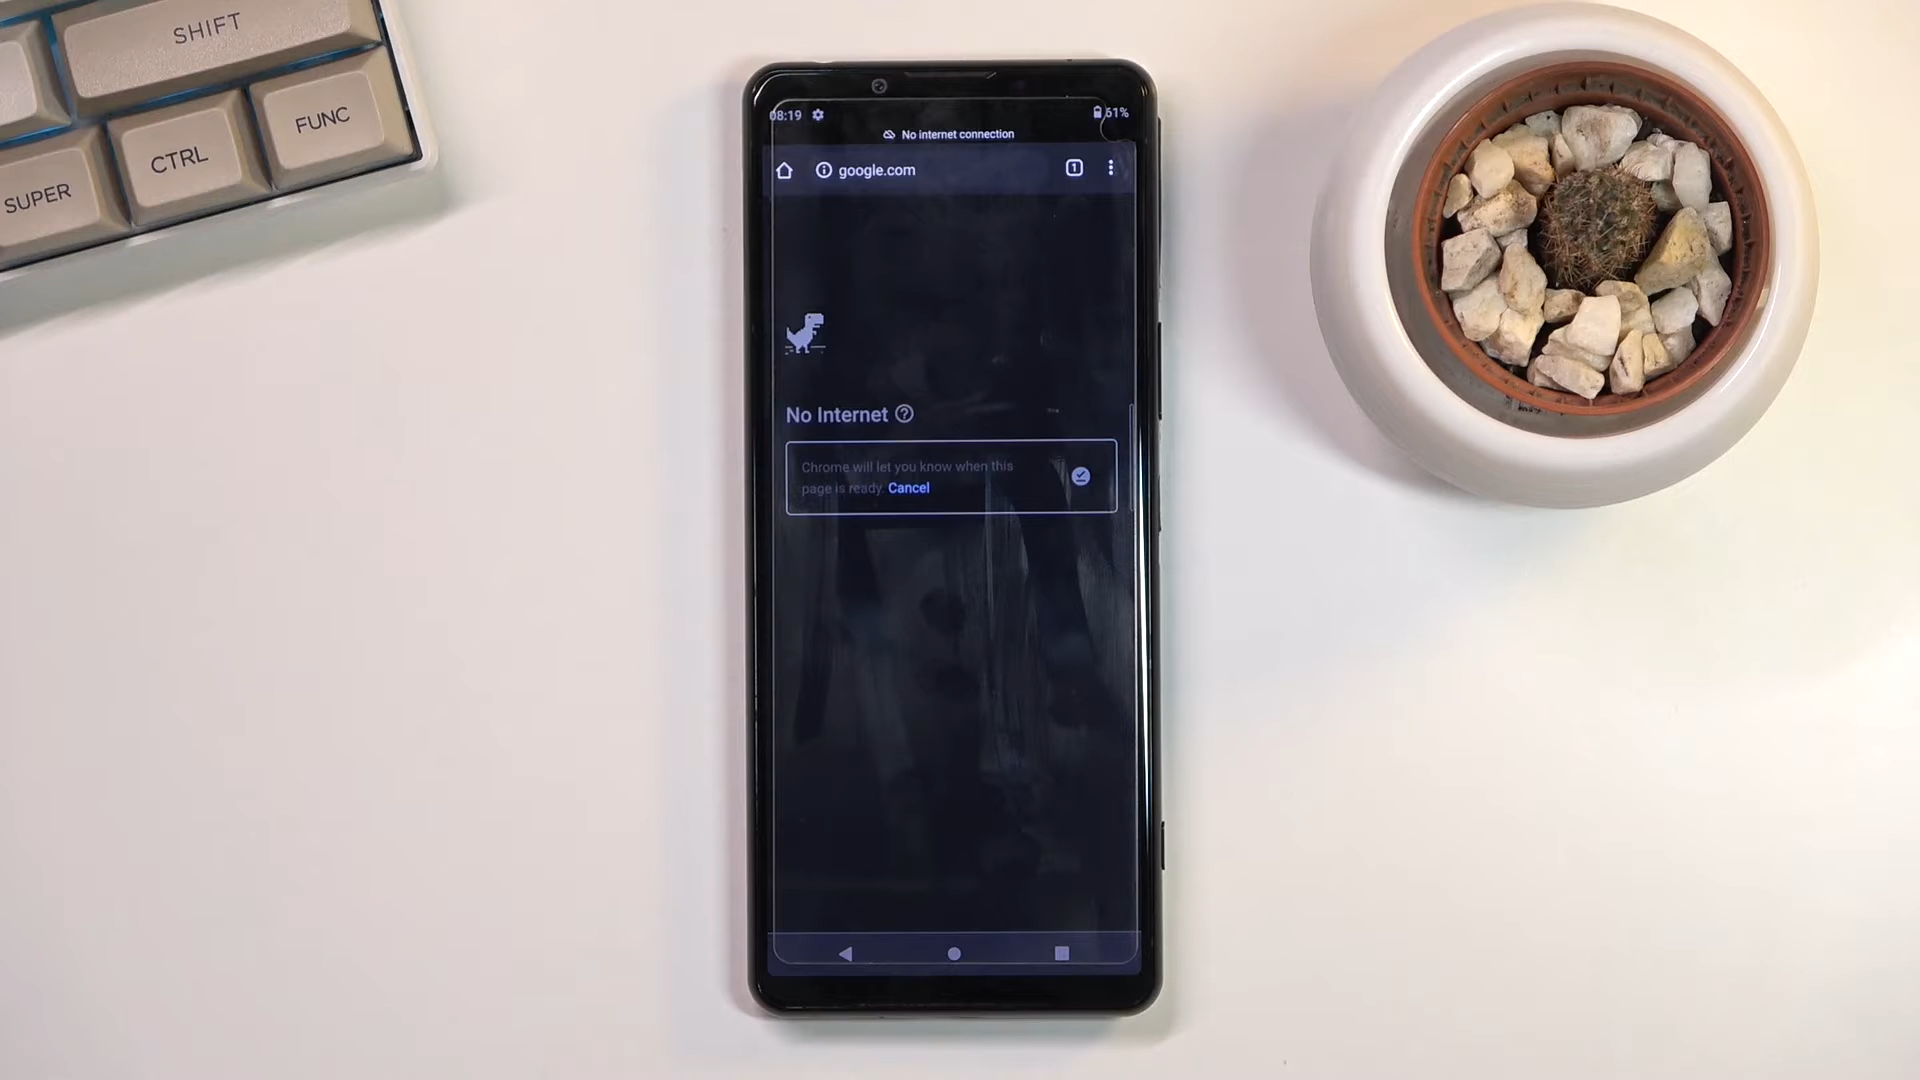 SHIFT
FUNC
CTRL
SUPER
08:19
61%
No internet connection
google.com
1
No Internet
Chrome will let you know when this
page is ready. Cancel